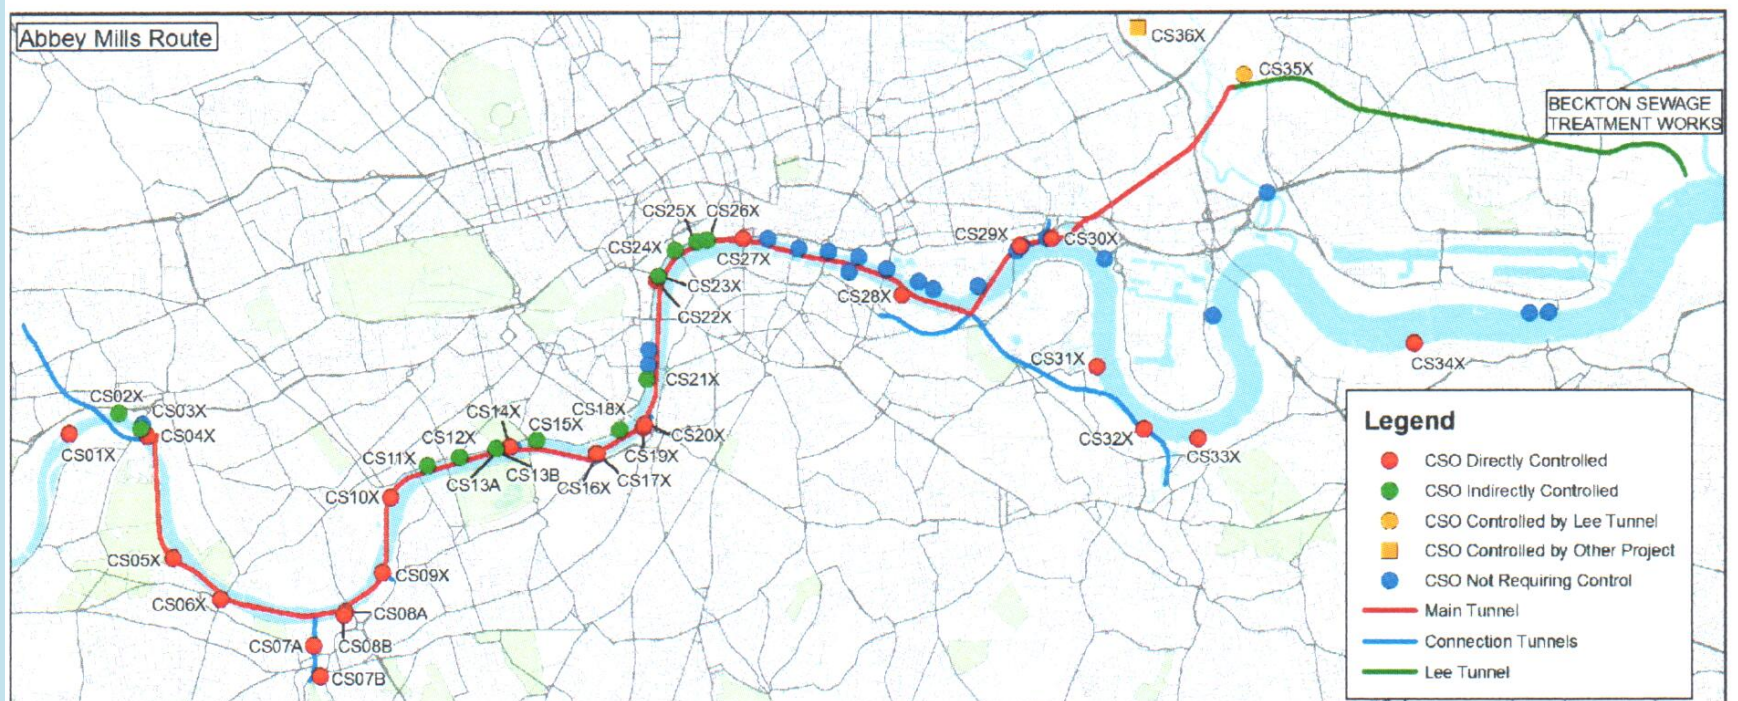 Abbey Mills Route
CS36X
CS35X
BECKTON SEWAGE
TREATMENT WORKS
CS25X
CS26X
CS24X
CS29X
CS30X
CS27X
CS23X
CS28X
CS22X
CS31X
CS34X
CS21X
CS02X
CS03X
CS14X
CS18X
CS15X
CS04X
CS20X
CS32X
CS01X
CS12X
CS19X
CS33X
CS11X
CS13A
CS13B
CS16X
CS17X
CS10X
CS05X
CS09X
CS06X
CS08A
CS07A
CS08B
CS07B
Legend
CSO Directly Controlled
CSO Indirectly Controlled
CSO Controlled by Lee Tunnel
CSO Controlled by Other Project
CSO Not Requiring Control
Main Tunnel
Connection Tunnels
Lee Tunnel